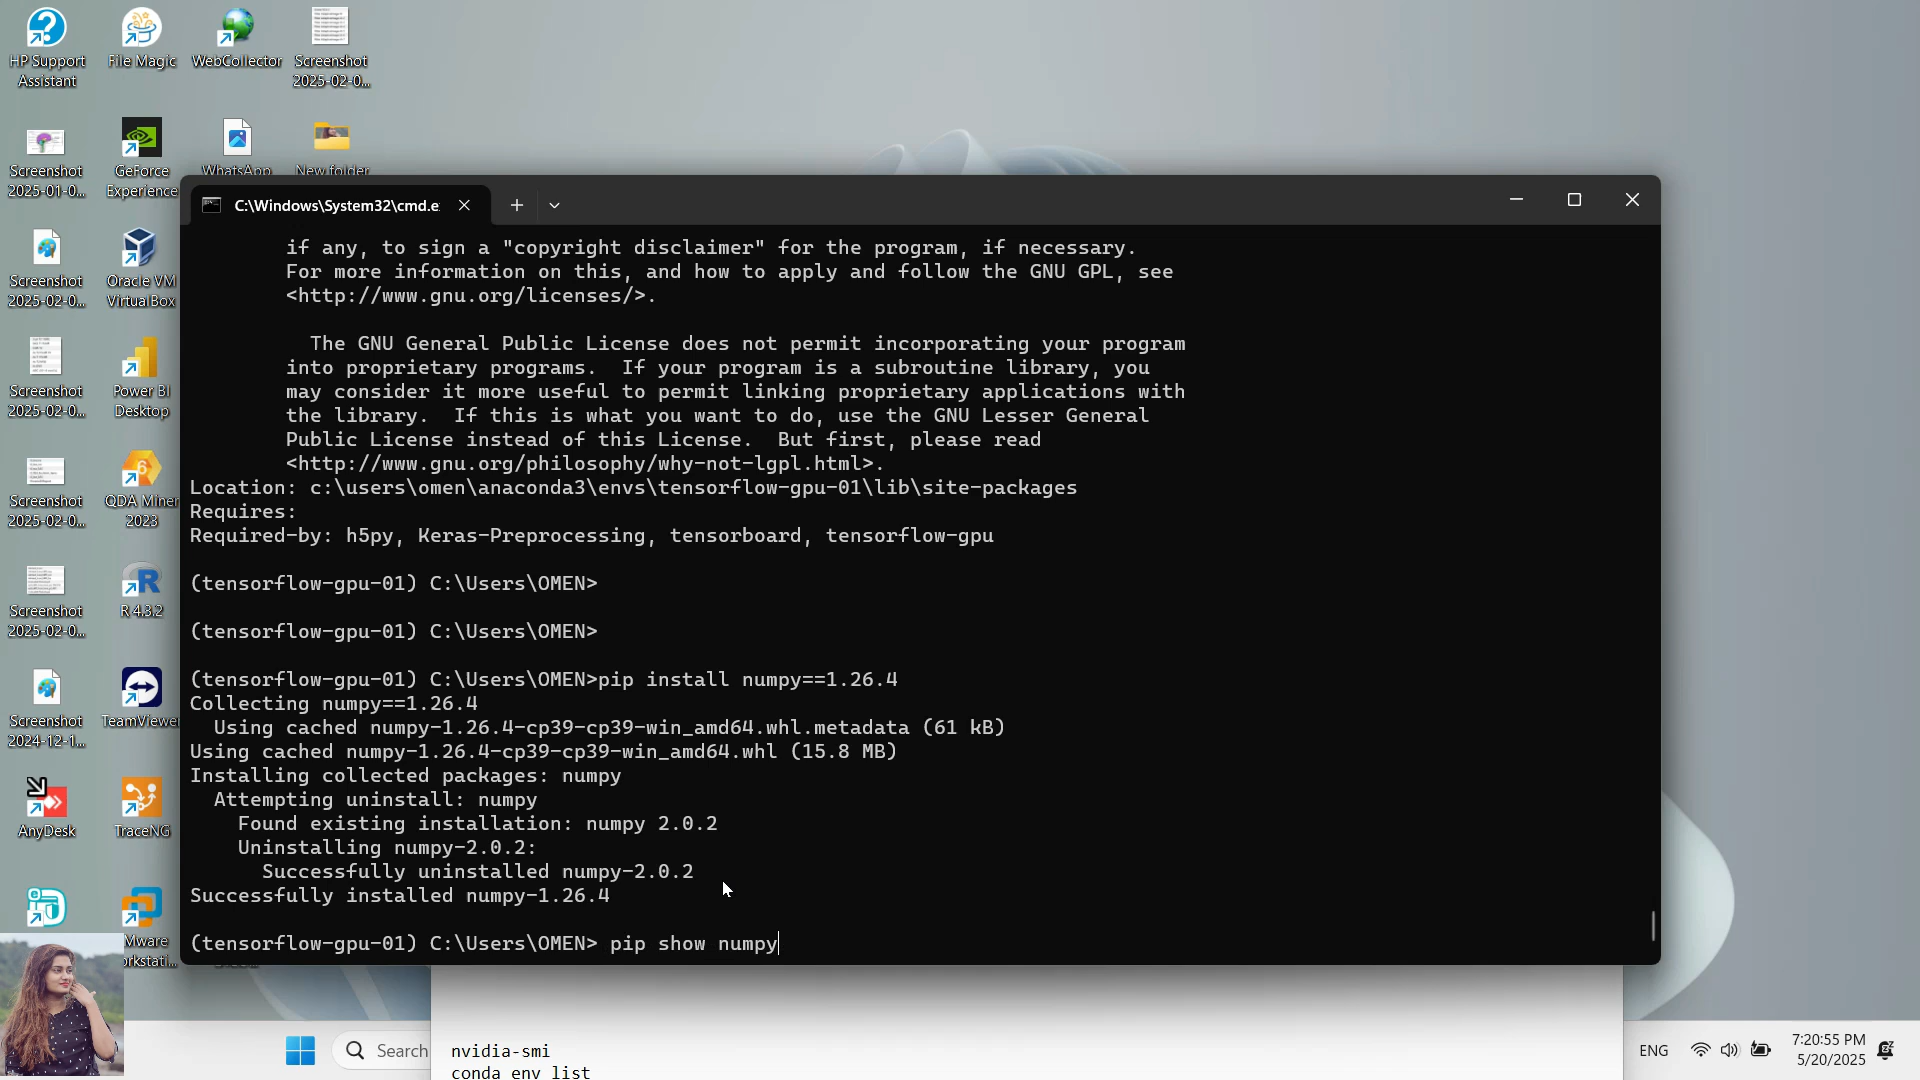 HP Support
Assistant
File Magic
WebCollector
Screenshot
2025-02-0...
Screenshot
2025-01-0...
GeForce
Experience
WhatsApp
New folder
C:\Windows\System32\cmd.e:
if any, to sign a "copyright disclaimer" for the program, if necessary.
For more information on this, and how to apply and follow the GNU GPL, see
<http://www.gnu.org/licenses/>.
The GNU General Public License does not permit incorporating your program
into proprietary programs.  If your program is a subroutine library, you
may consider it more useful to permit linking proprietary applications with
the library.  If this is what you want to do, use the GNU Lesser General
Public License instead of this License.  But first, please read
<http://www.gnu.org/philosophy/why-not-lgpl.html>.
Location: c:\users\omen\anaconda3\envs\tensorflow-gpu-01\lib\site-packages
Requires:
Required-by: h5py, Keras-Preprocessing, tensorboard, tensorflow-gpu
(tensorflow-gpu-01) C:\Users\OMEN>
(tensorflow-gpu-01) C:\Users\OMEN>
(tensorflow-gpu-01) C:\Users\OMEN>pip install numpy==1.26.4
Collecting numpy==1.26.4
Using cached numpy-1.26.4-cp39-cp39-win_amd64.whl.metadata (61 kB)
Using cached numpy-1.26.4-cp39-cp39-win_amd64.whl (15.8 MB)
Installing collected packages: numpy
Attempting uninstall: numpy
Found existing installation: numpy 2.0.2
Uninstalling numpy-2.0.2:
Successfully uninstalled numpy-2.0.2
Successfully installed numpy-1.26.4
(tensorflow-gpu-01) C:\Users\OMEN> pip show numpy
Screenshot
2025-02-0...
Oracle VM
VirtualBox
Screenshot
2025-02-0...
Power BI
Desktop
Screenshot
2025-02-0...
QDA Miner
2023
Screenshot
2025-02-0...
R 4.3.2
Screenshot
2024-12-1...
TeamViewer
AnyDesk
TraceNG
Search
nvidia-smi
conda env list
ENG
7:20:55 PM
5/20/2025